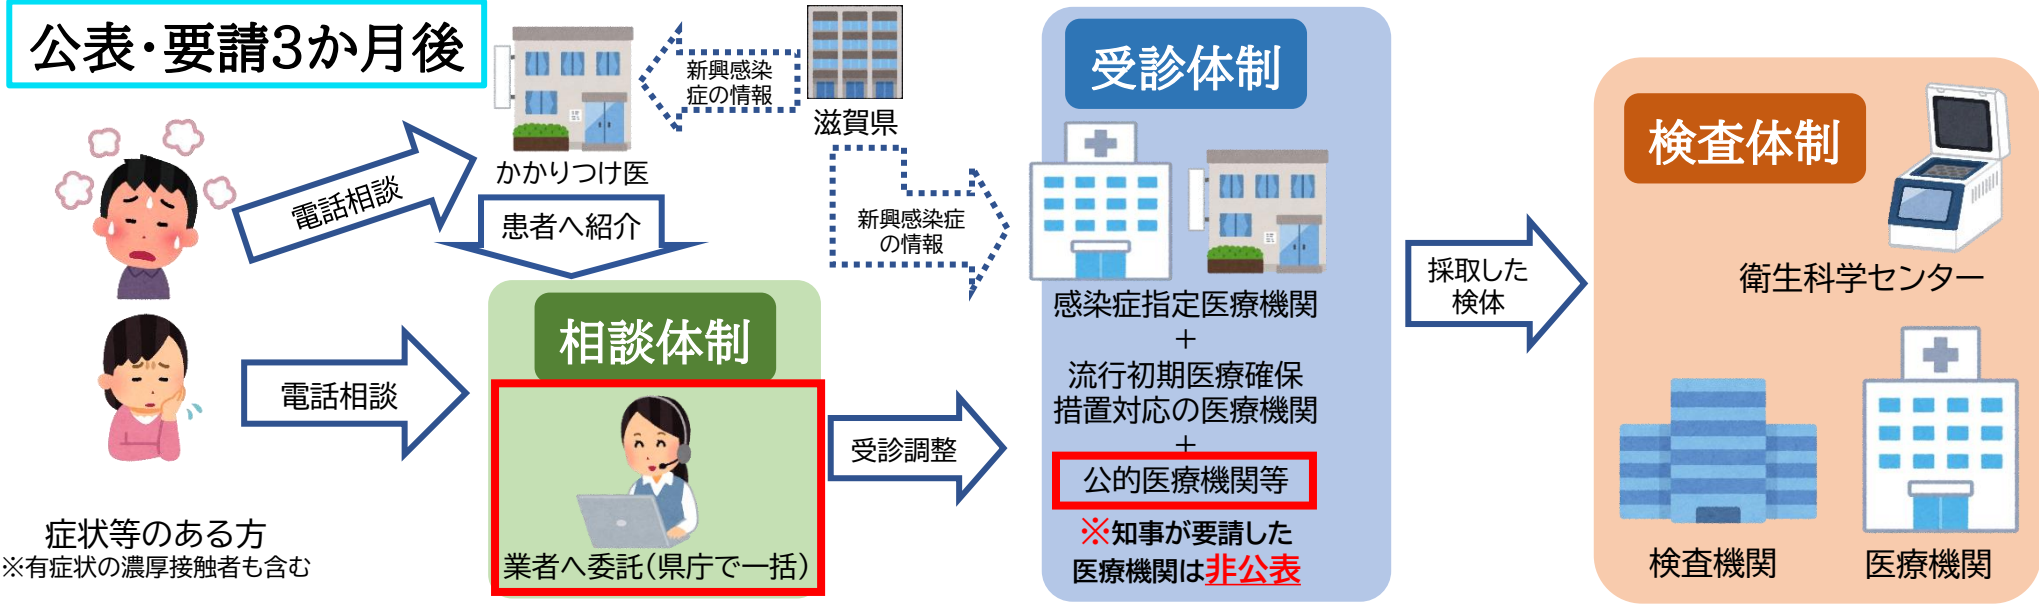 公表・要請3か月後
新興感染
症の情報
滋賀県
かかりつけ医
電話相談
患者へ紹介
新興感染症
の情報
電話相談
症状等のある方
※有症状の濃厚接触者も含む
相談体制
業者へ委託(県庁で一括)
受診調整
受診体制
感染症指定医療機関
+
流行初期医療確保
措置対応の医療機関
+
公的医療機関等
※知事が要請した
医療機関は非公表
採取した
検体
検査体制
衛生科学センター
検査機関
医療機関